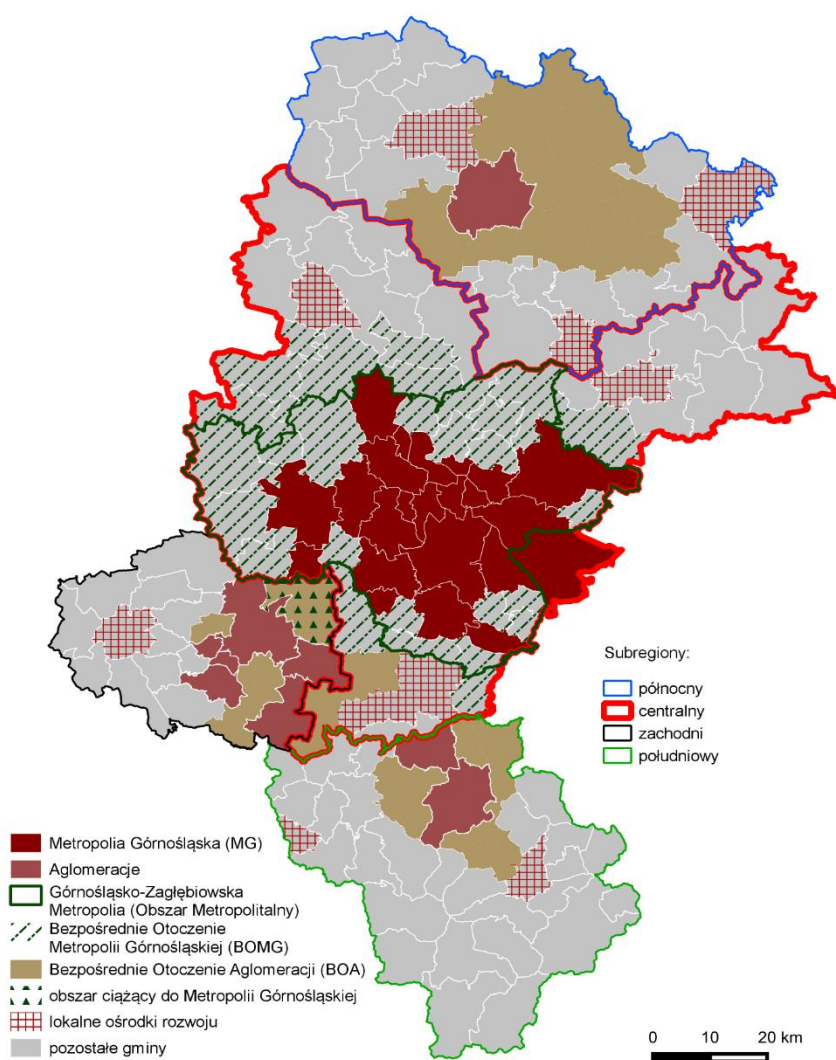 Subregiony:
północny
centralny
zachodni
południowy
Metropolia Górnośląska (MG)
Aglomeracje
Górnośląsko-Zagłębiowska
Metropolia (Obszar Metropolitalny)
Bezpośrednie Otoczenie
Metropolii Górnośląskiej (BOMG)
Bezpośrednie Otoczenie Aglomeracji (BOA)
obszar ciążący do Metropolii Górnośląskiej
lokalne ośrodki rozwoju
pozostałe gminy
0 10 20 km